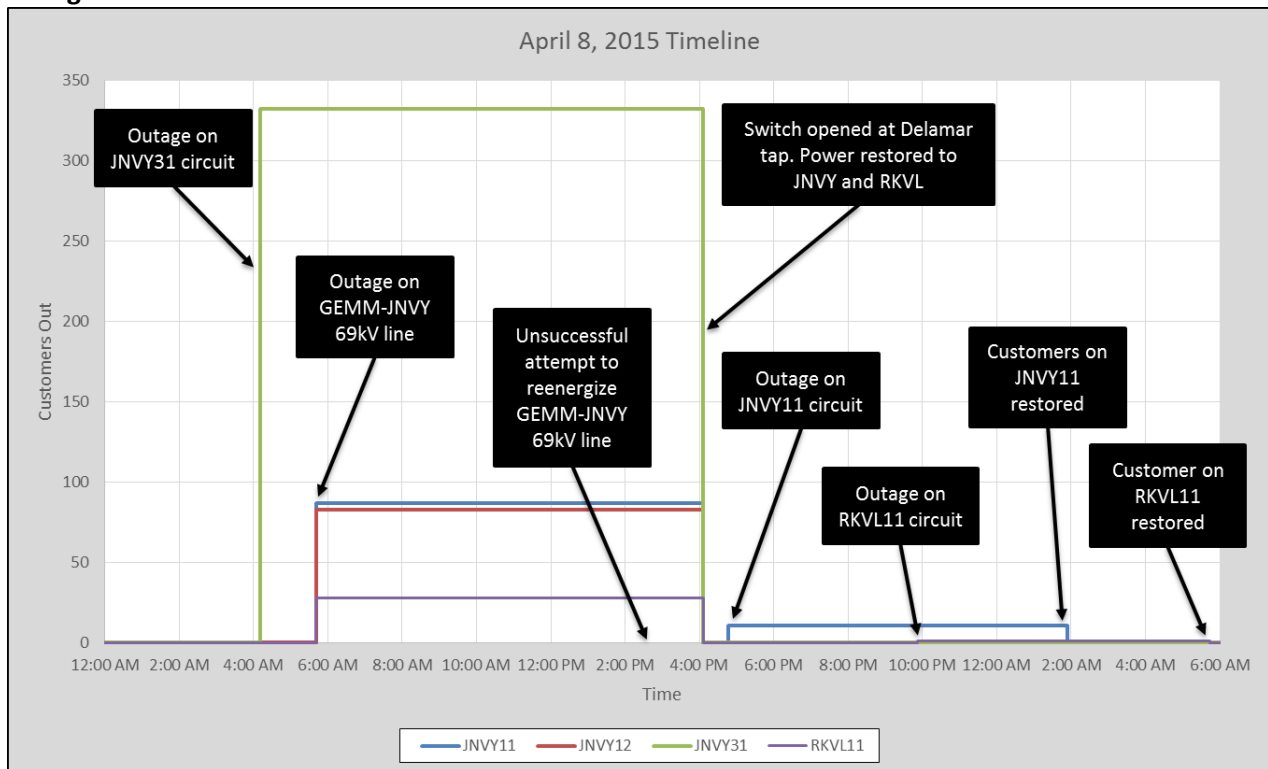 April 8, 2015 Timeline
350
300
250
200
150
100
50
0
Customers Out
Outage on
JNVY31 circuit
Outage on
GEMM-JNVY
69kV line
Unsuccessful
attempt to
reenergize
GEMM-JNVY
69kV line
Switch opened at Delamar
tap. Power restored to
JNVY and RKVL
Outage on
JNVY11 circuit
Outage on
RKVL11 circuit
Customers on
JNVY11
restored
Customer on
RKVL11
restored
12:00 AM 2:00 AM 4:00 AM 6:00 AM 8:00 AM 10:00 AM 12:00 PM 2:00 PM 4:00 PM 6:00 PM 8:00 PM 10:00 PM 12:00 AM 2:00 AM 4:00 AM 6:00 AM
Time
JNVY11 JNVY12 JNVY31 RKVL11